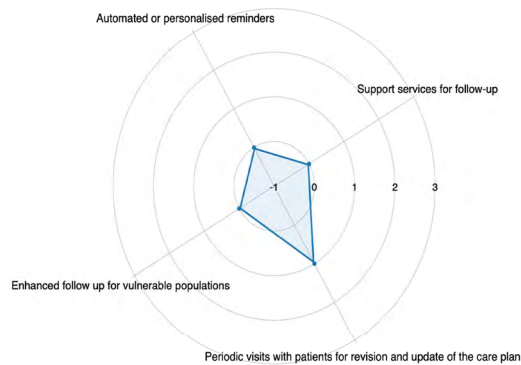 Automated or personalised reminders
Support services for follow-up
-1 0 1 2 3
Enhanced follow up for vulnerable populations
Periodic visits with patients for revision and update of the care plan